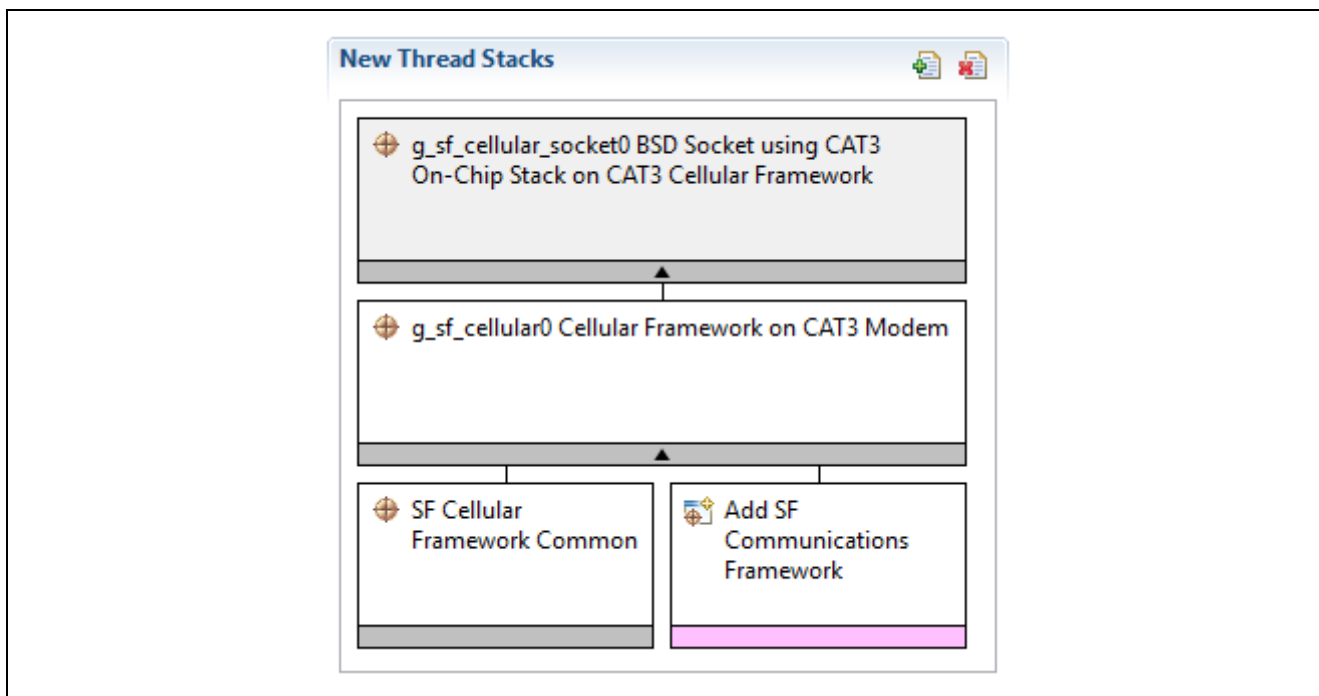 New Thread Stacks
g_sf_cellular_socket0 BSD Socket using CAT3
On-Chip Stack on CAT3 Cellular Framework
g_sf_cellular0 Cellular Framework on CAT3 Modem
SF Cellular
Framework Common
Add SF
Communications
Framework